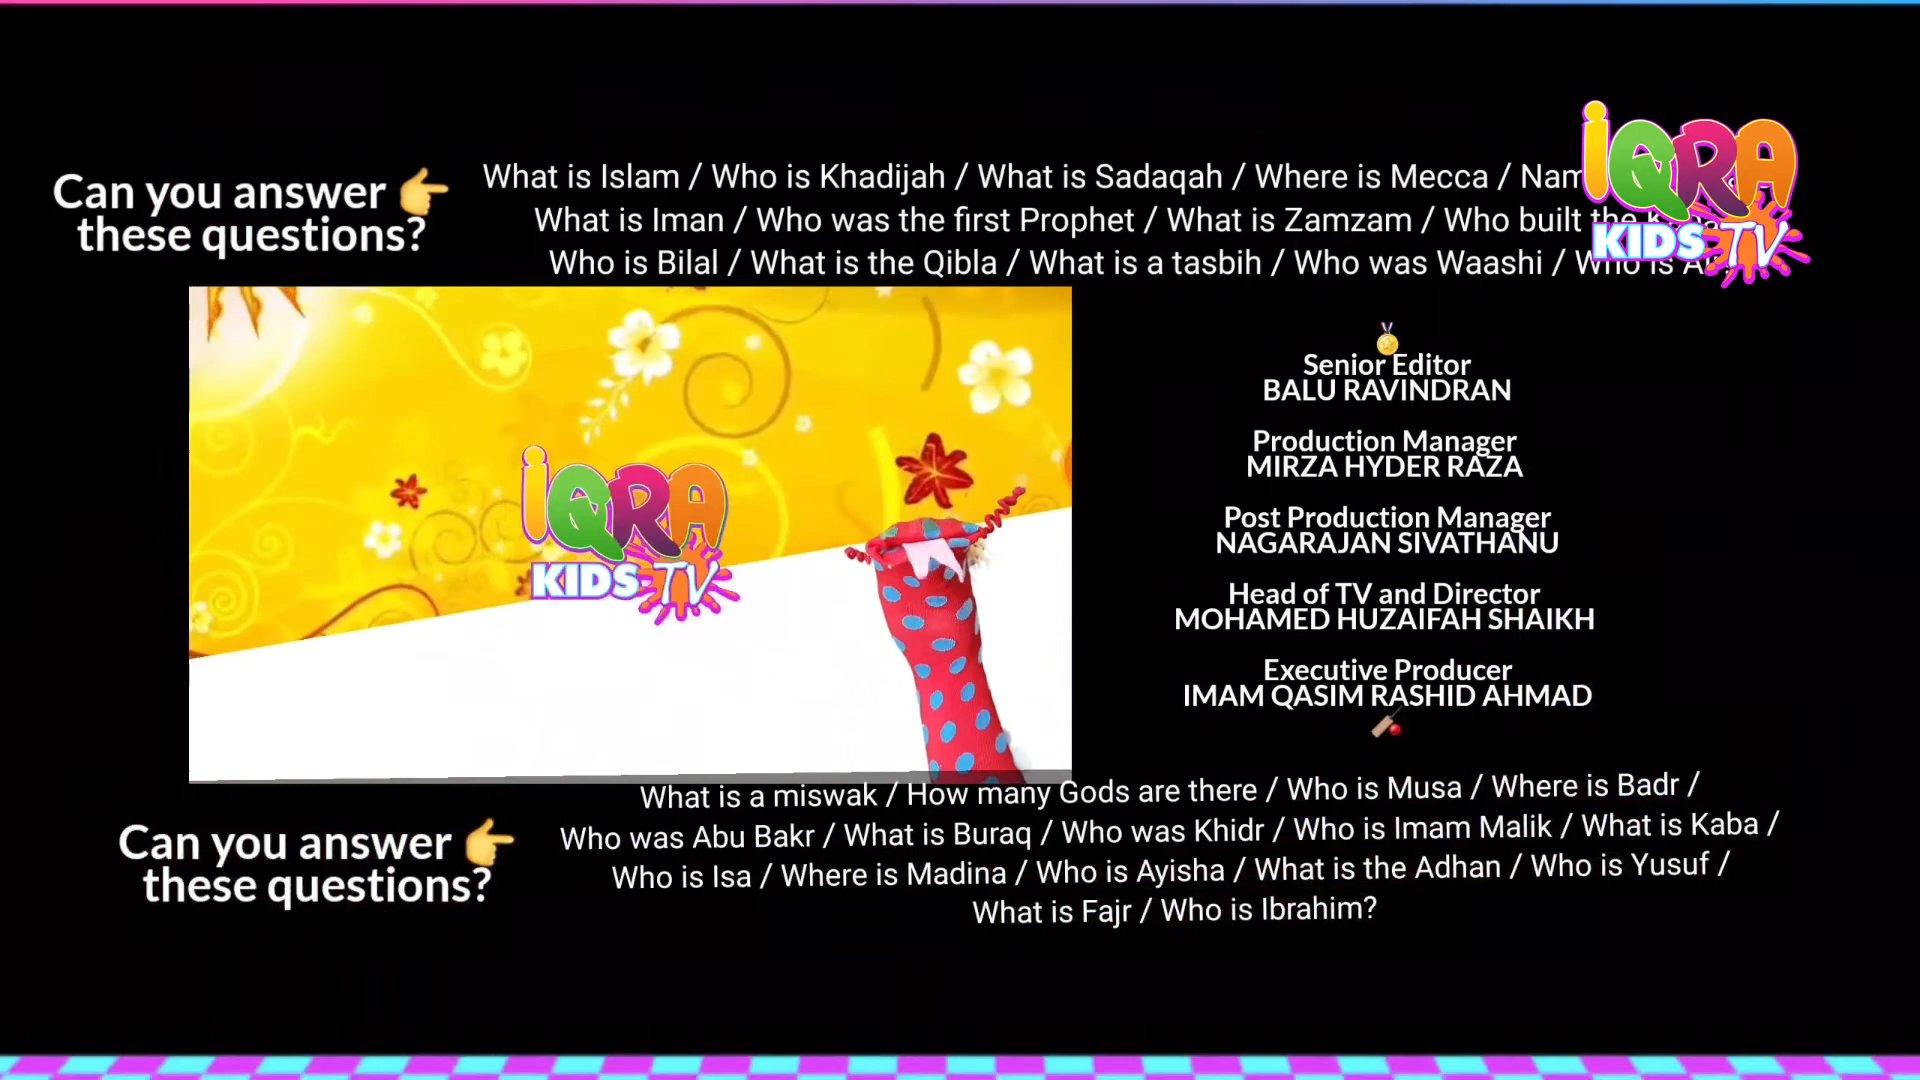 Can you answer 👉
these questions?
What is Islam / Who is Khadijah / What is Sadaqah / Where is Mecca /
What is Iman / Who was the first Prophet / What is Zamzam / Who built the
Who is Bilal / What is the Qibla / What is a tasbih / Who was Waashi / Who is
iQRA
KIDS TV
iQRA
KIDS TV
Senior Editor
BALU RAVINDRAN
Production Manager
MIRZA HYDER RAZA
Post Production Manager
NAGARAJAN SIVATHANU
Head of TV and Director
MOHAMED HUZAIFAH SHAIKH
Executive Producer
IMAM QASIM RASHID AHMAD
Can you answer 👉
these questions?
What is a miswak / How many Gods are there / Who is Musa / Where is Badr /
Who was Abu Bakr / What is Buraq / Who was Khidr / Who is Imam Malik / What is Kaba /
Who is Isa / Where is Madina / Who is Ayisha / What is the Adhan / Who is Yusuf /
What is Fajr / Who is Ibrahim?